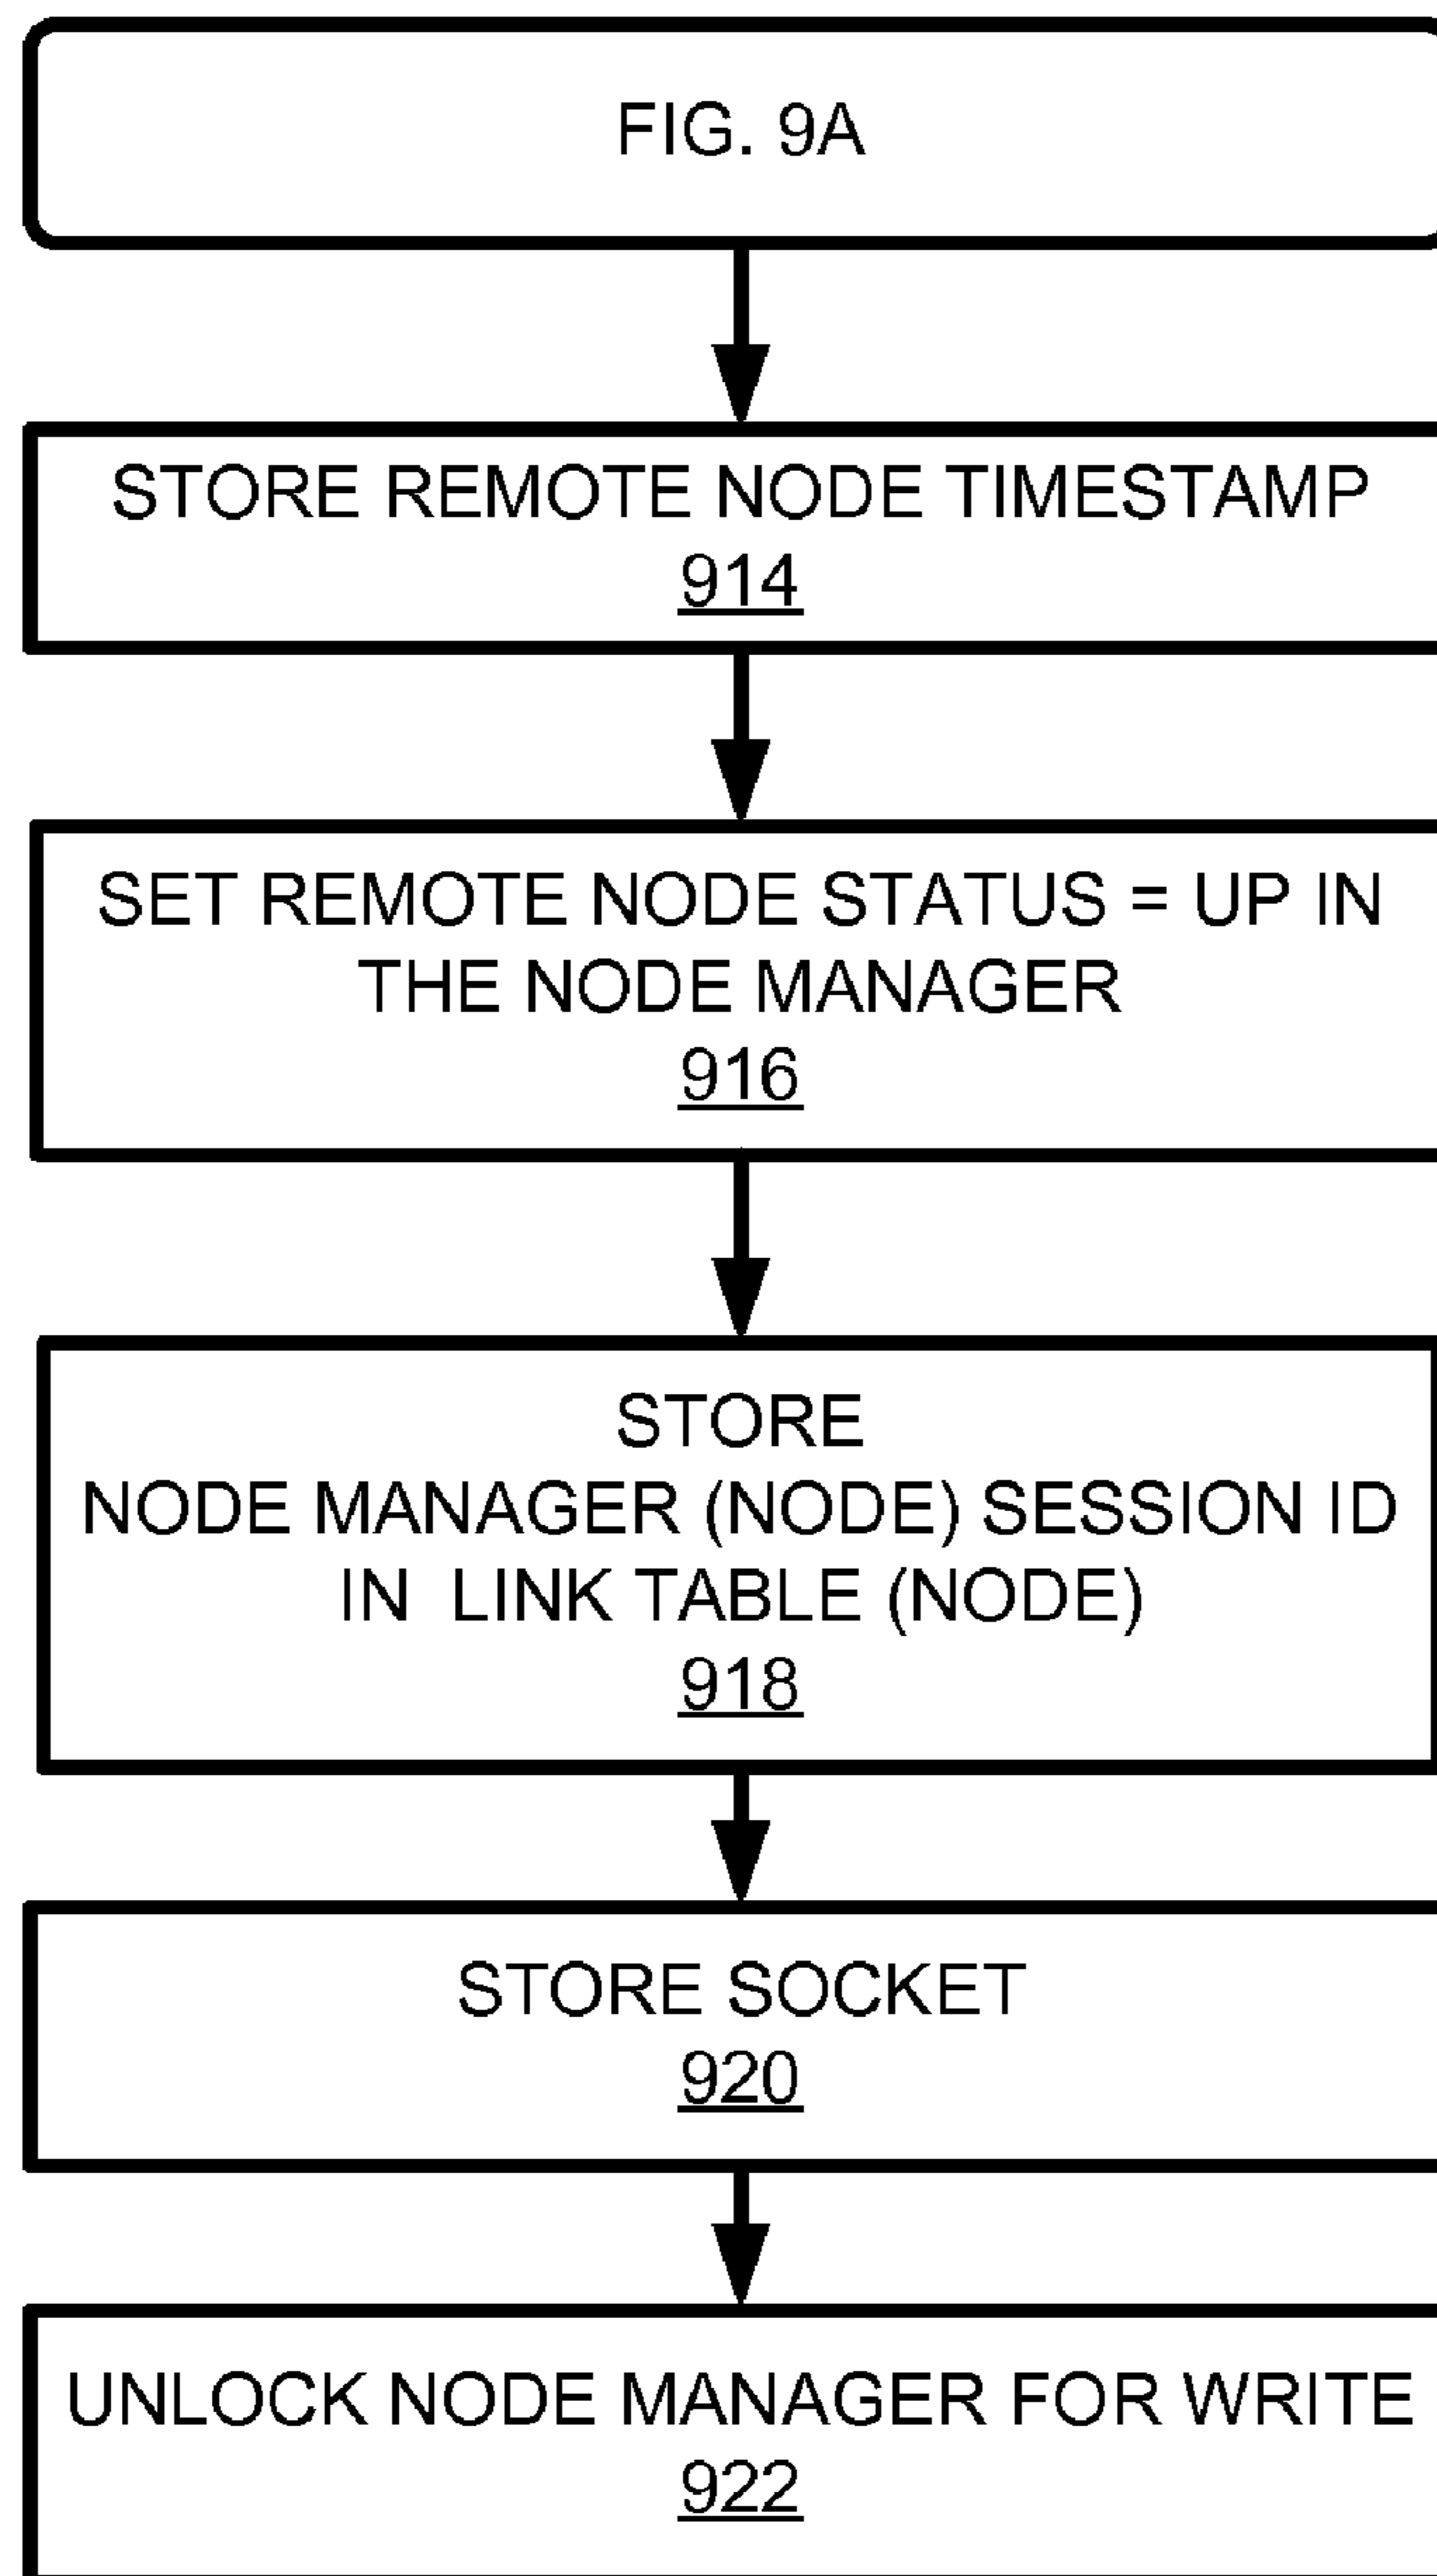 FIG. 9A
STORE REMOTE NODE TIMESTAMP
914
SET REMOTE NODE STATUS = UP IN
THE NODE MANAGER
916
STORE
NODE MANAGER (NODE) SESSION ID
IN LINK TABLE (NODE)
918
STORE SOCKET
920
UNLOCK NODE MANAGER FOR WRITE
922